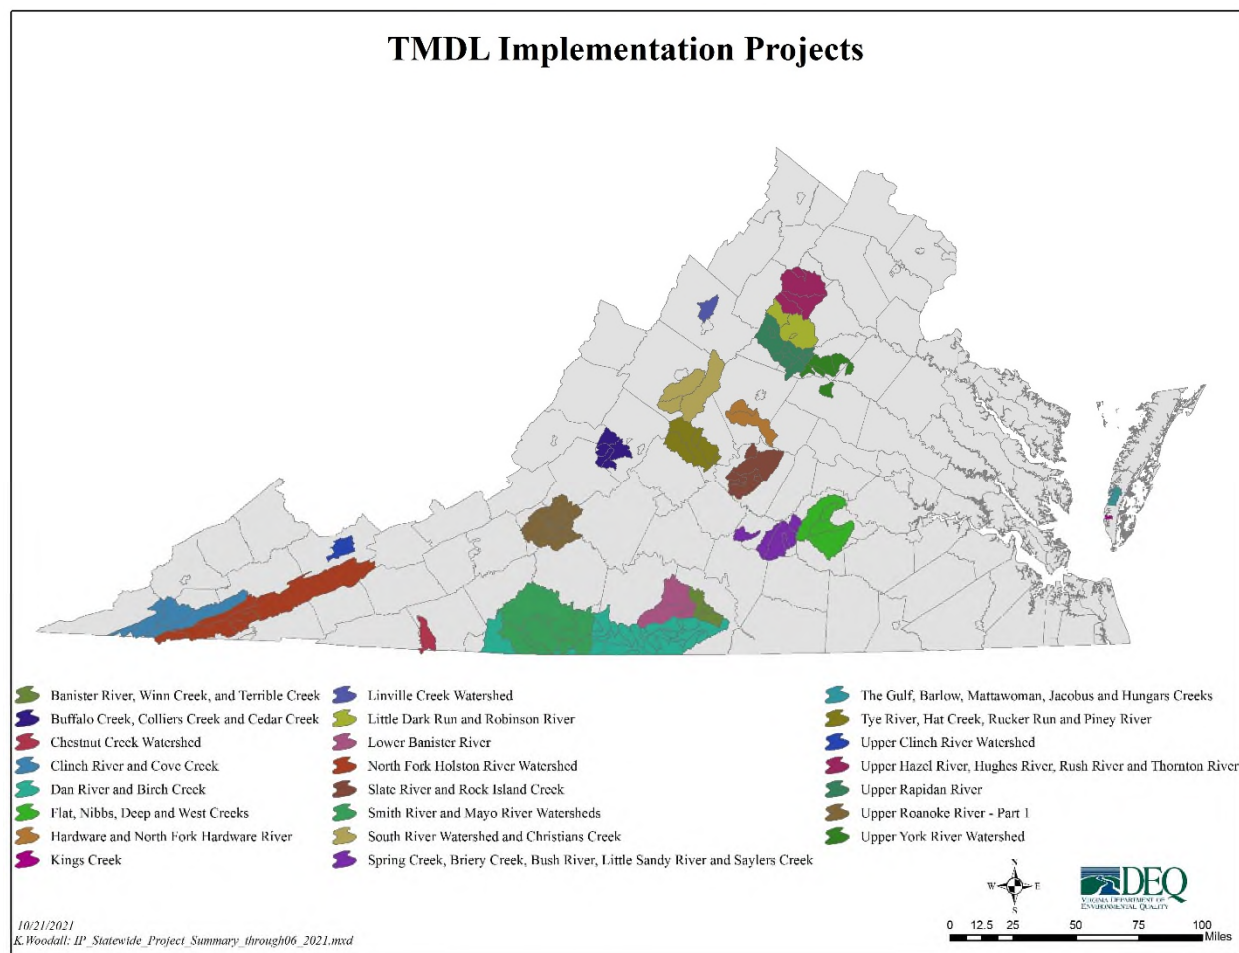 TMDL Implementation Projects
Banister River, Winn Creek, and Terrible Creek
Buffalo Creek, Colliers Creek and Cedar Creek
Chestnut Creek Watershed
Clinch River and Cove Creek
Dan River and Birch Creek
Flat, Nibbs, Deep and West Creeks
Hardware and North Fork Hardware River
Kings Creek
Linville Creek Watershed
Little Dark Run and Robinson River
Lower Banister River
North Fork Holston River Watershed
Slate River and Rock Island Creek
Smith River and Mayo River Watersheds
South River Watershed and Christians Creek
Spring Creek, Briery Creek, Bush River, Little Sandy River and Saylers Creek
The Gulf, Barlow, Mattawoman, Jacobus and Hungars Creeks
Tye River, Hat Creek, Rucker Run and Piney River
Upper Clinch River Watershed
Upper Hazel River, Hughes River, Rush River and Thornton River
Upper Rapidan River
Upper Roanoke River - Part 1
Upper York River Watershed
N
W E
S
DEQ
VIRGINIA DEPARTMENT OF
ENVIRONMENTAL QUALITY
10/21/2021
K.Woodall: IP_Statewide_Project_Summary_through06_2021.mxd
0 12.5 25 50 75 100
Miles